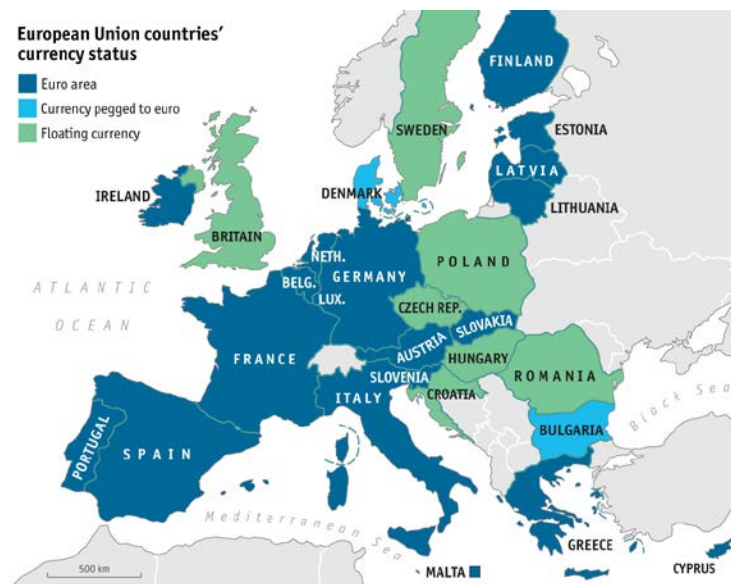 European Union countries'
currency status
Euro area
Currency pegged to euro
Floating currency
FINLAND
SWEDEN
ESTONIA
LATVIA
LITHUANIA
DENMARK
IRELAND
BRITAIN
NETH.
POLAND
GERMANY
BELG.
LUX.
ATLANTIC
OCEAN
CZECH REP.
SLOVAKIA
AUSTRIA
FRANCE
HUNGARY
SLOVENIA
ROMANIA
ITALY
CROATIA
Black Sea
BULGARIA
PORTUGAL
SPAIN
Mediterranean Sea
GREECE
500 km
MALTA
CYPRUS